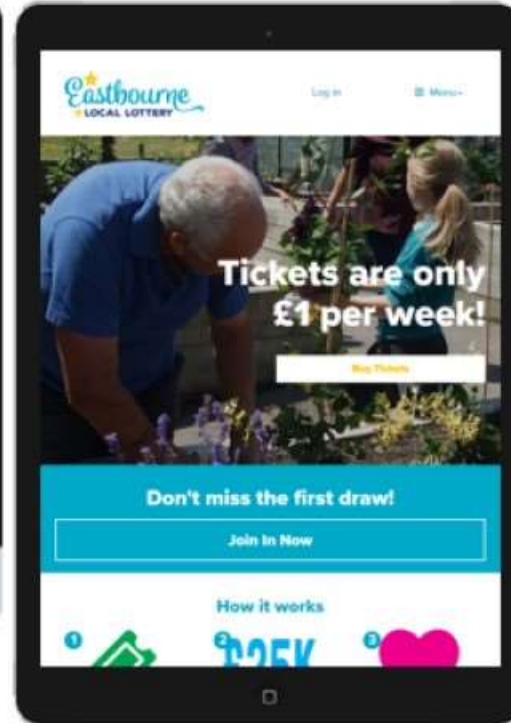 Eastbourne
LOCAL LOTTERY
Log in
Menu
Tickets are only
£1 per week!
Buy Tickets
Don't miss the first draw!
Join In Now
How it works
1
2
3
£25K